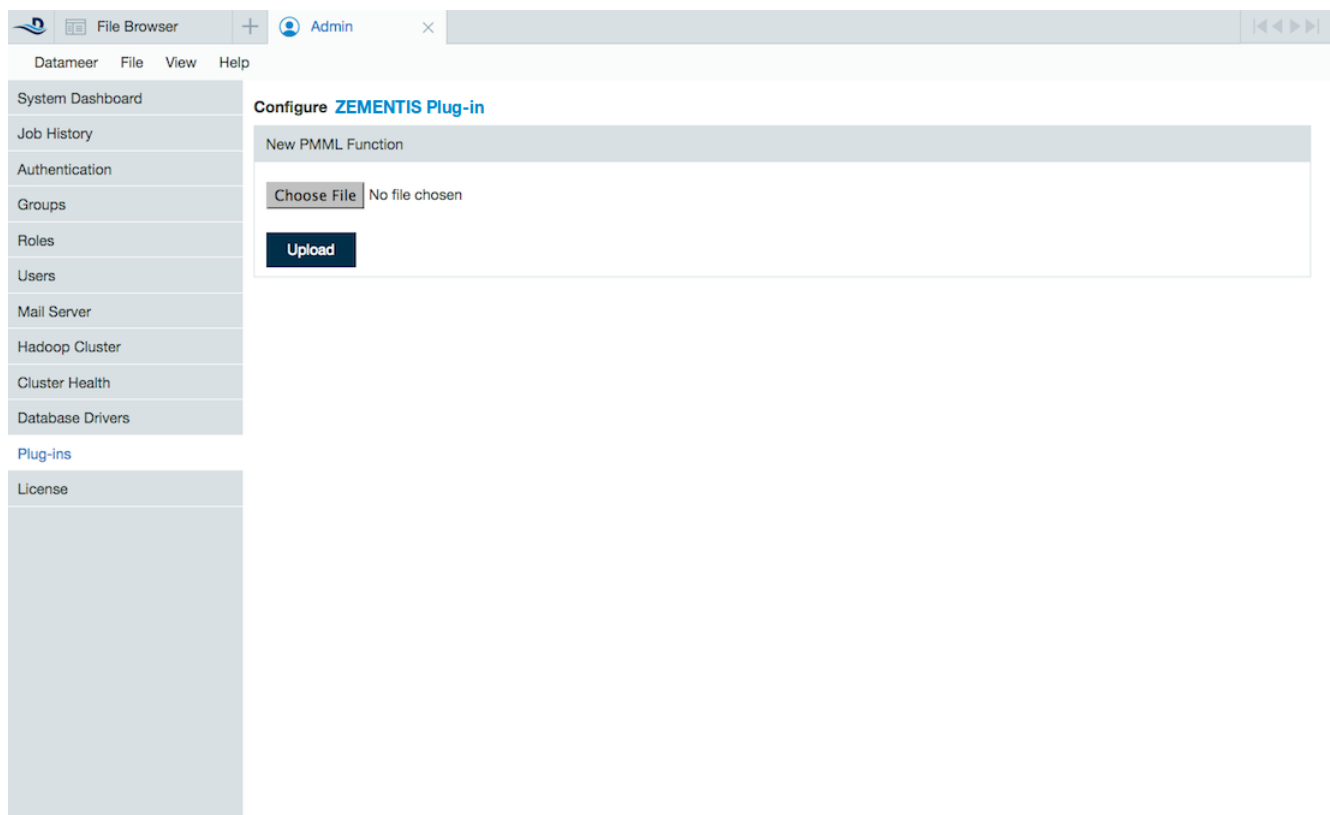 File Browser
Admin
Datameer File View Help
System Dashboard
Job History
Authentication
Groups
Roles
Users
Mail Server
Hadoop Cluster
Cluster Health
Database Drivers
Plug-ins
License
Configure ZEMENTIS Plug-in
New PMML Function
Choose File No file chosen
Upload